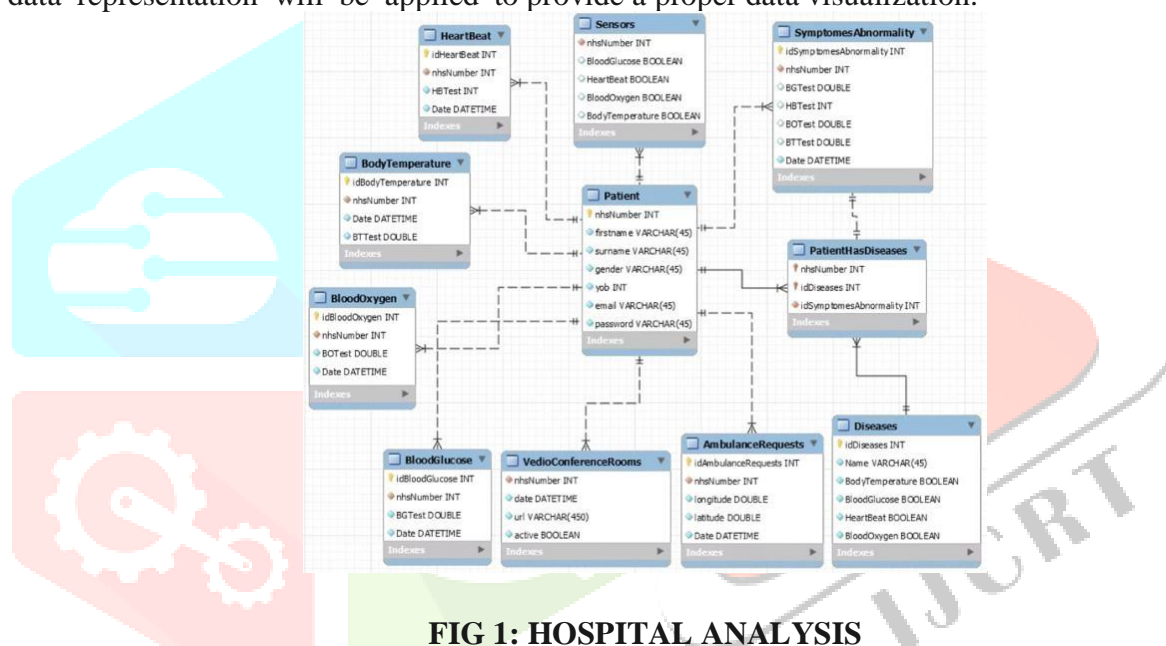 data representation will be applied to provide a proper data visualization.
HeartBeat
idHeartBeat INT
nhsNumber INT
HBTest INT
Date DATETIME
Indexes
Sensors
nhsNumber INT
BloodGlucose BOOLEAN
HeartBeat BOOLEAN
BloodOxygen BOOLEAN
BodyTemperature BOOLEAN
Indexes
SymptomesAbnormality
idSymptomesAbnormality INT
nhsNumber INT
BGTest DOUBLE
HBTest INT
BOTest DOUBLE
BTTest DOUBLE
Date DATETIME
Indexes
BodyTemperature
idBodyTemperature INT
nhsNumber INT
Date DATETIME
BTTest DOUBLE
Indexes
Patient
nhsNumber INT
firstname VARCHAR(45)
surname VARCHAR(45)
gender VARCHAR(45)
yob INT
email VARCHAR(45)
password VARCHAR(45)
Indexes
PatientHasDiseases
nhsNumber INT
idDiseases INT
idSymptomesAbnormality INT
Indexes
BloodOxygen
idBloodOxygen INT
nhsNumber INT
BOTest DOUBLE
Date DATETIME
Indexes
BloodGlucose
idBloodGlucose INT
nhsNumber INT
BGTest DOUBLE
Date DATETIME
Indexes
VedioConferenceRooms
nhsNumber INT
date DATETIME
url VARCHAR(450)
active BOOLEAN
Indexes
AmbulanceRequests
idAmbulanceRequests INT
nhsNumber INT
longitude DOUBLE
latitude DOUBLE
Date DATETIME
Indexes
Diseases
idDiseases INT
Name VARCHAR(45)
BodyTemperature BOOLEAN
BloodGlucose BOOLEAN
HeartBeat BOOLEAN
BloodOxygen BOOLEAN
Indexes
IJCRT
FIG 1: HOSPITAL ANALYSIS